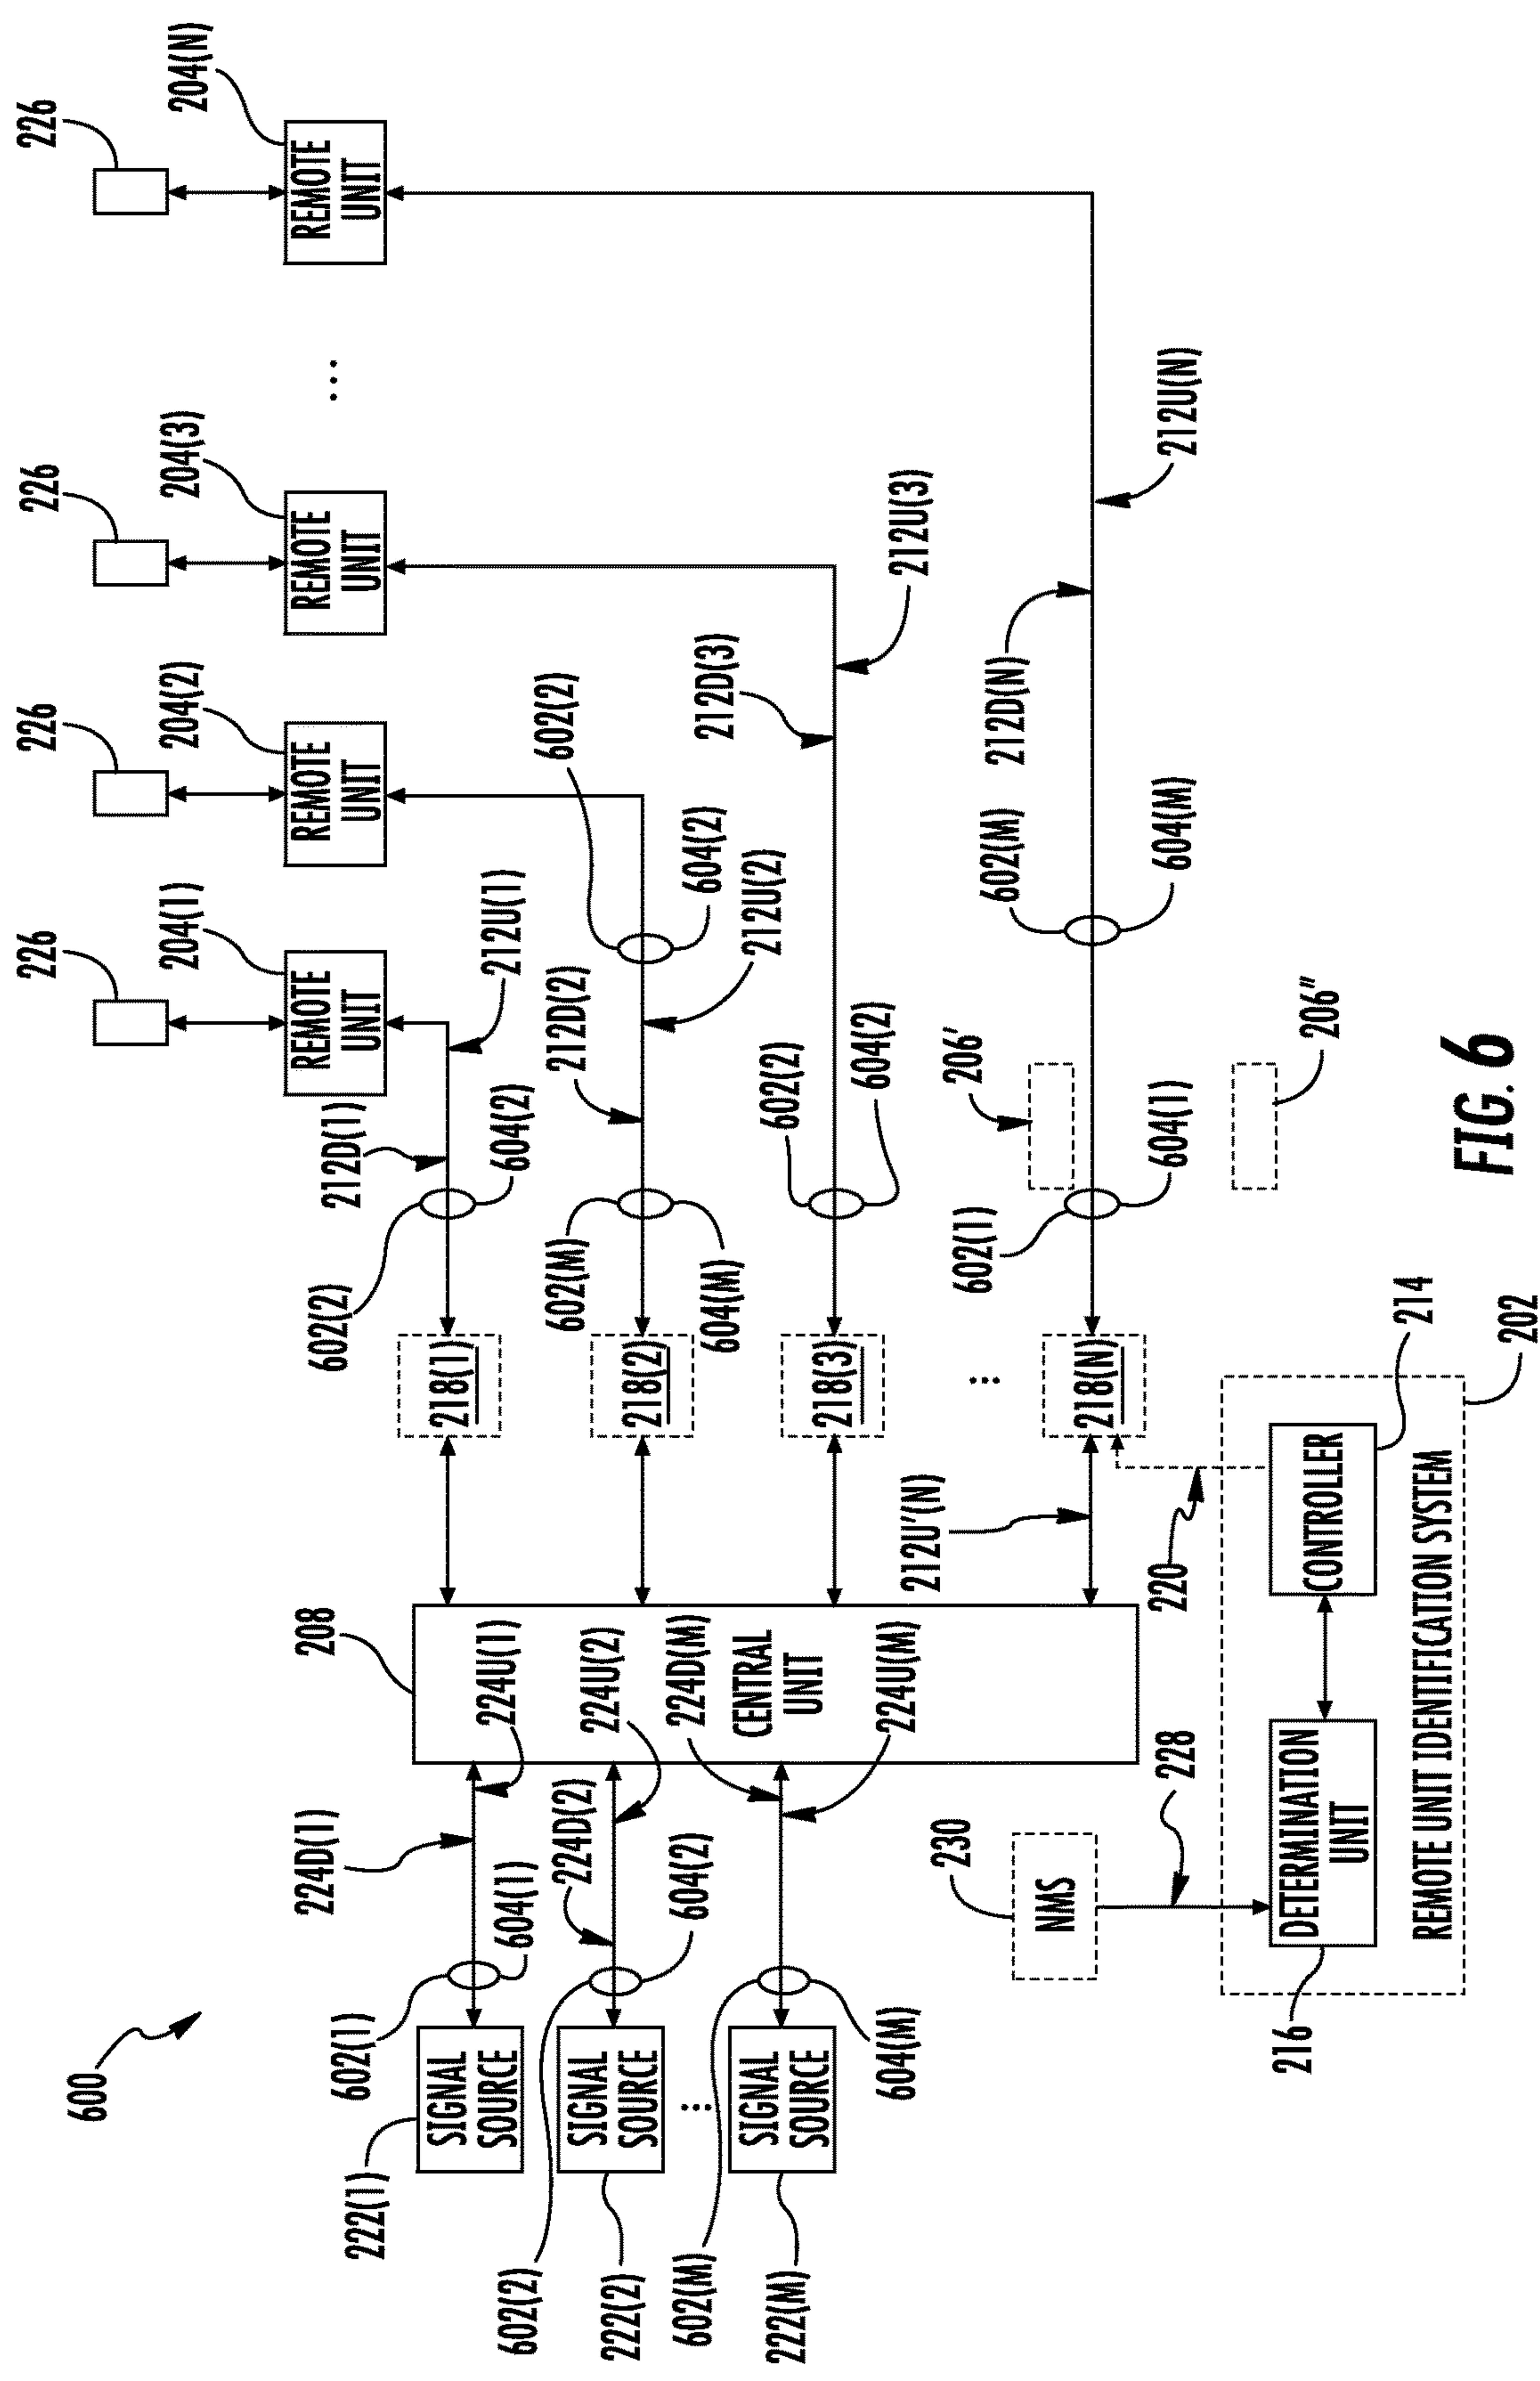 600
226
204(1)
226
204(2)
226
204(3)
226
204(N)
REMOTE
UNIT
REMOTE
UNIT
REMOTE
UNIT
...
REMOTE
UNIT
222(1)
602(1)
224D(1)
208
602(2)
212D(1)
212U(1)
SIGNAL
SOURCE
604(1)
224U(1)
218(1)
604(2)
602(2)
222(2)
602(2)
224D(2)
224U(2)
602(M)
212D(2)
602(2)
SIGNAL
SOURCE
604(2)
218(2)
604(M)
212U(2)
604(2)
...
602(M)
224D(M)
CENTRAL
UNIT
602(2)
212D(3)
222(M)
SIGNAL
SOURCE
604(M)
224U(M)
218(3)
604(2)
212U(3)
230
212U'(N)
...
602(1)
206'
602(M)
212D(N)
NMS
218(N)
604(1)
604(M)
212U(N)
228
220
216
DETERMINATION
UNIT
CONTROLLER
214
206"
REMOTE UNIT IDENTIFICATION SYSTEM
202
FIG. 6